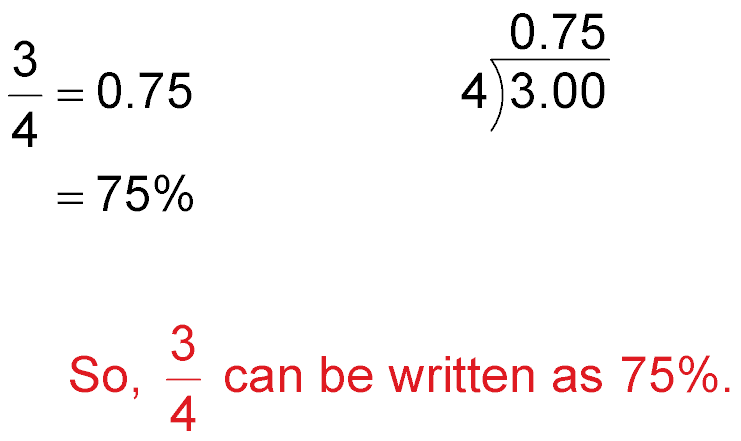 3/4 = 0.75
= 75%
0.75
4)3.00
So, 3/4 can be written as 75%.